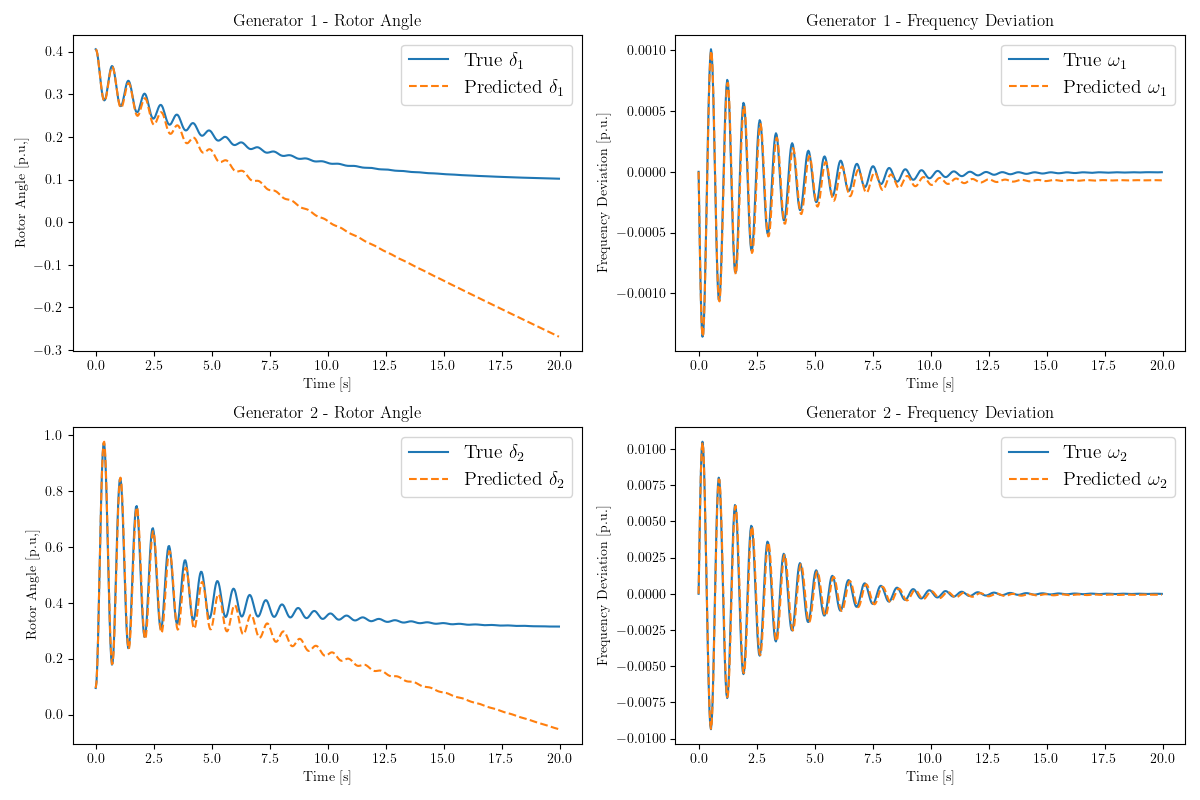 Generator 1 - Rotor Angle
True δ1
Predicted δ1
Rotor Angle [p.u,]
0.4
0.3
0.2
0.1
0.0
−0.1
−0.2
−0.3
0.0 2.5 5.0 7.5 10.0 12.5 15.0 17.5 20.0
Time [s]
Generator 1 - Frequency Deviation
True ω1
Predicted ω1
Frequency Deviation [p.u.]
0.0010
0.0005
0.0000
−0.0005
−0.0010
0.0 2.5 5.0 7.5 10.0 12.5 15.0 17.5 20.0
Time [s]
Generator 2 - Rotor Angle
True δ2
Predicted δ2
Rotor Angle [p.u,]
1.0
0.8
0.6
0.4
0.2
0.0
0.0 2.5 5.0 7.5 10.0 12.5 15.0 17.5 20.0
Time [s]
Generator 2 - Frequency Deviation
True ω2
Predicted ω2
Frequency Deviation [p.u.]
0.0100
0.0075
0.0050
0.0025
0.0000
−0.0025
−0.0050
−0.0075
−0.0100
0.0 2.5 5.0 7.5 10.0 12.5 15.0 17.5 20.0
Time [s]